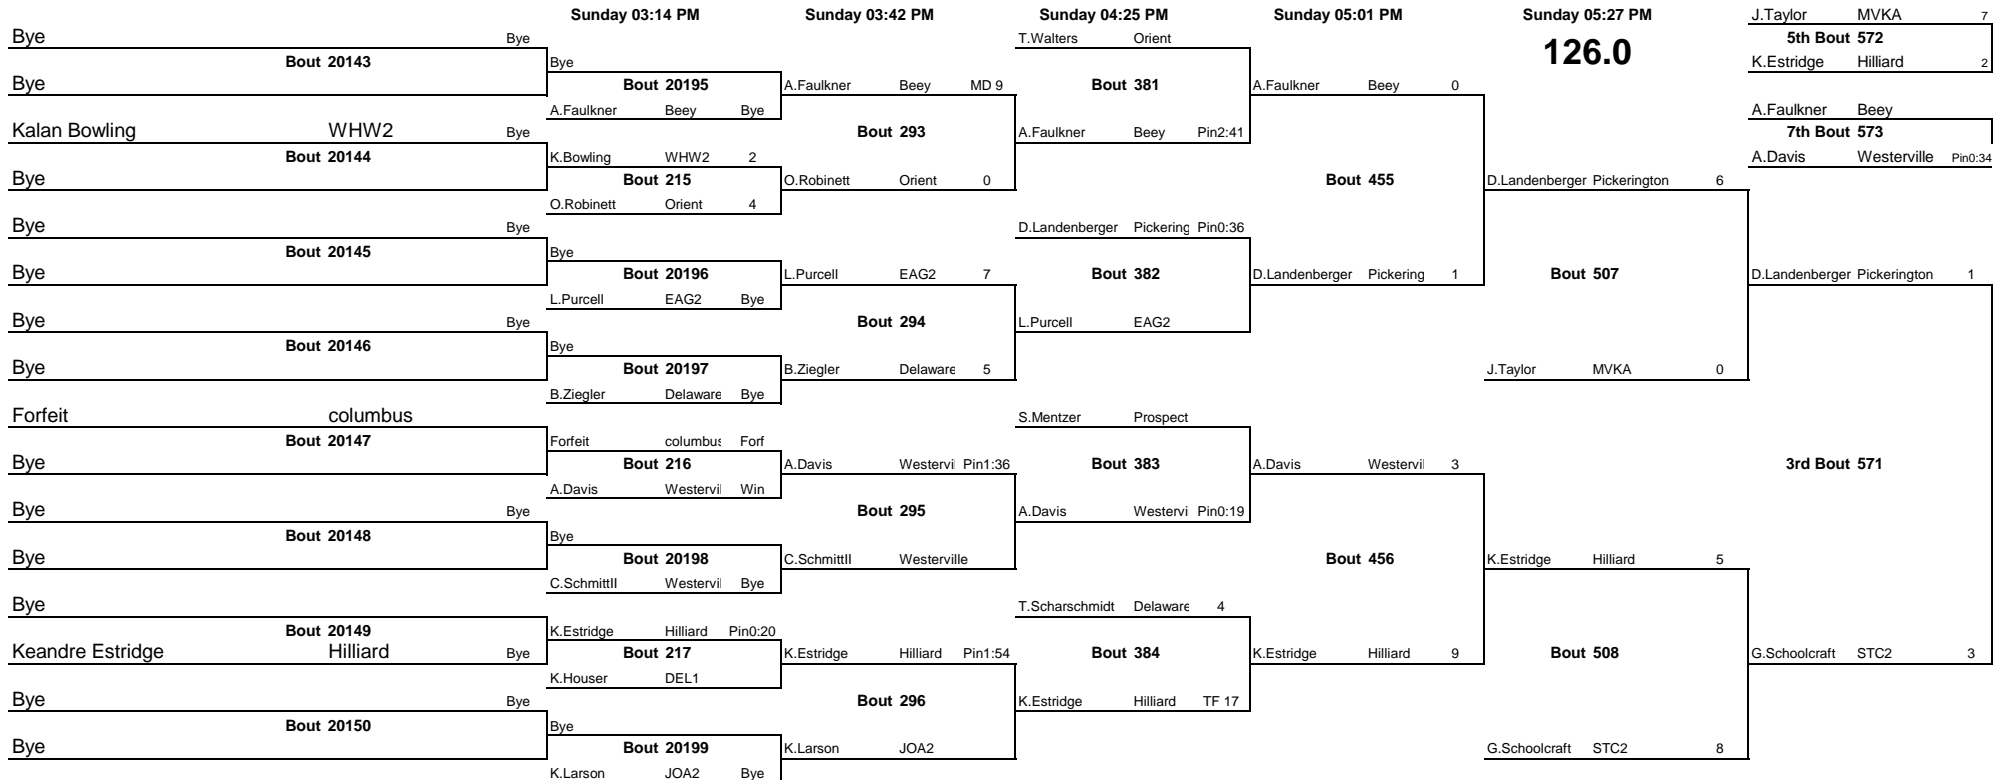 Sunday 03:14 PM Sunday 03:42 PM Sunday 04:25 PM Sunday 05:01 PM Sunday 05:27 PM J.Taylor MVKA 7
Bye Bye T.Walters Orient 126.0 5th Bout 572
Bout 20143 Bye K.Estridge Hilliard 2
Bye Bout 20195 A.Faulkner Beey MD 9 Bout 381 A.Faulkner Beey 0
A.Faulkner Beey Bye A.Faulkner Beey
Kalan Bowling WHW2 Bye Bout 293 A.Faulkner Beey Pin2:41 7th Bout 573
Bout 20144 K.Bowling WHW2 2 A.Davis Westerville Pin0:34
Bye Bout 215 O.Robinett Orient 0 Bout 455 D.Landenberger Pickerington 6
O.Robinett Orient 4
Bye Bye D.Landenberger Pickering Pin0:36
Bout 20145 Bye
Bye Bout 20196 L.Purcell EAG2 7 Bout 382 D.Landenberger Pickering 1 Bout 507 D.Landenberger Pickerington 1
L.Purcell EAG2 Bye
Bye Bye Bout 294 L.Purcell EAG2
Bout 20146 Bye
Bye Bout 20197 B.Ziegler Delaware 5 J.Taylor MVKA 0
B.Ziegler Delaware Bye
Forfeit columbus S.Mentzer Prospect
Bout 20147 Forfeit columbus Forf
Bye Bout 216 A.Davis Westervil Pin1:36 Bout 383 A.Davis Westervil 3 3rd Bout 571
A.Davis Westervil Win
Bye Bye Bout 295 A.Davis Westervi Pin0:19
Bout 20148 Bye
Bye Bout 20198 C.SchmittII Westerville Bout 456 K.Estridge Hilliard 5
C.SchmittII Westervil Bye
Bye T.Scharschmidt Delaware 4
Bout 20149 K.Estridge Hilliard Pin0:20
Keandre Estridge Hilliard Bye Bout 217 K.Estridge Hilliard Pin1:54 Bout 384 K.Estridge Hilliard 9 Bout 508 G.Schoolcraft STC2 3
K.Houser DEL1
Bye Bye Bout 296 K.Estridge Hilliard TF 17
Bout 20150 Bye
Bye Bout 20199 K.Larson JOA2 G.Schoolcraft STC2 8
K.Larson JOA2 Bye